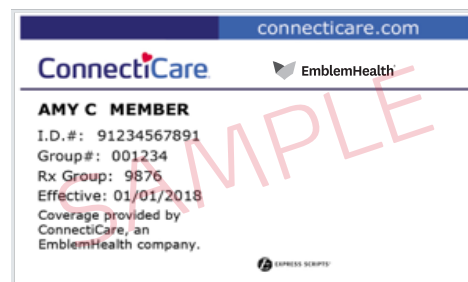 connecticare.com
ConnectiCare
EmblemHealth
AMY C MEMBER
I.D.#: 91234567891
Group#: 001234
Rx Group: 9876
Effective: 01/01/2018
Coverage provided by
ConnectiCare, an
EmblemHealth company.
EXPRESS SCRIPTS®
SAMPLE